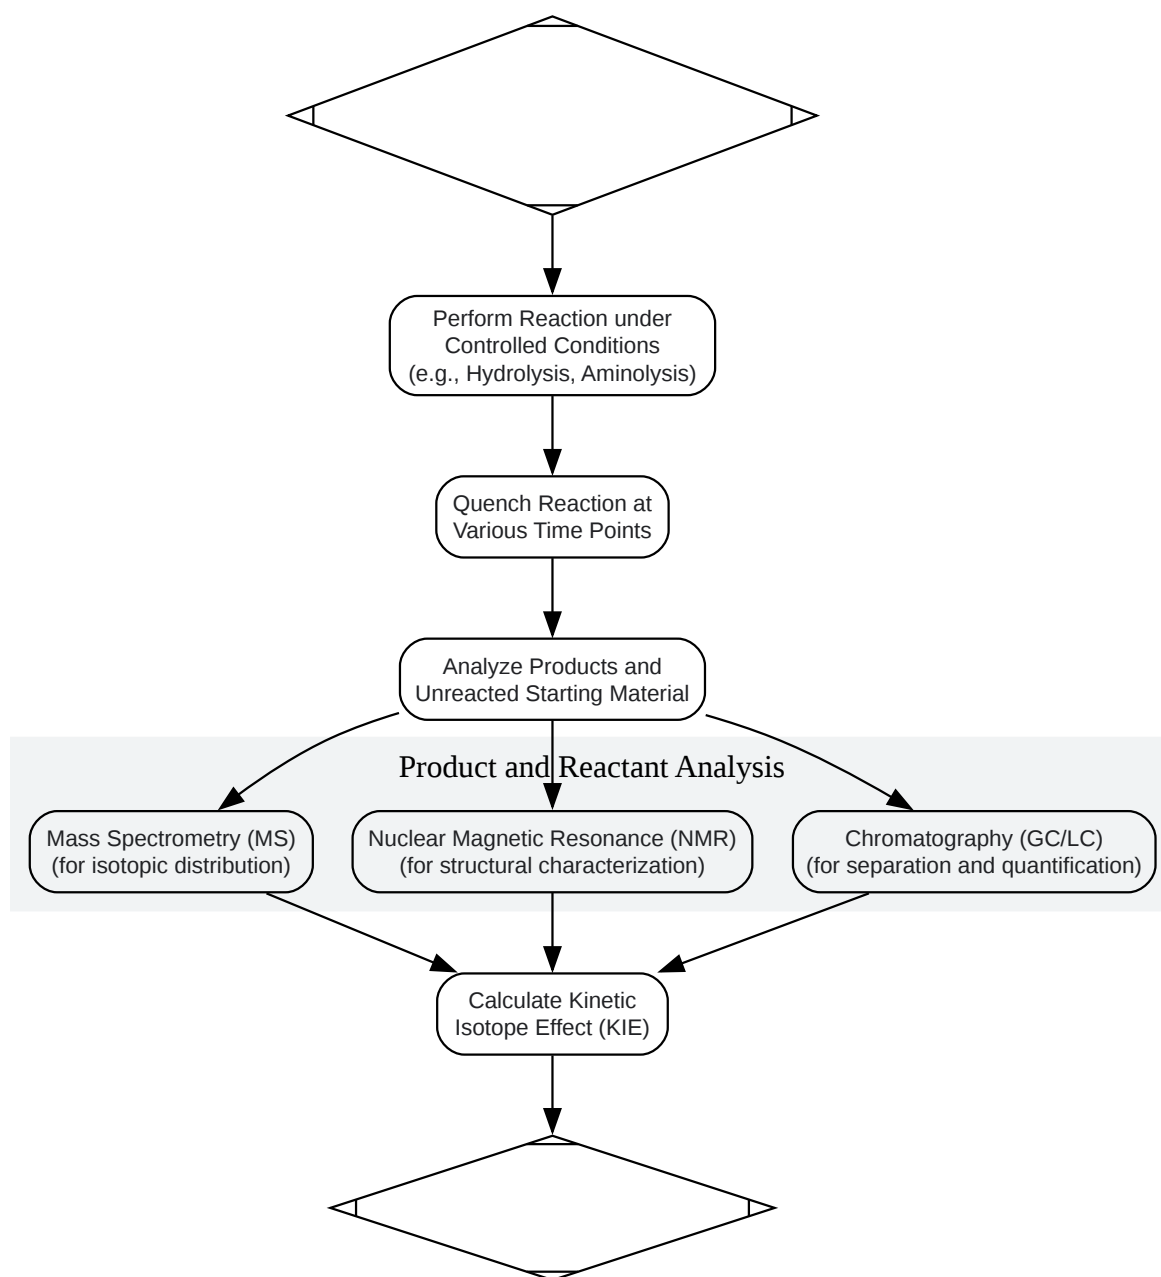 Perform Reaction under
Controlled Conditions
(e.g., Hydrolysis, Aminolysis)
Quench Reaction at
Various Time Points
Analyze Products and
Unreacted Starting Material
Product and Reactant Analysis
Mass Spectrometry (MS)
(for isotopic distribution)
Nuclear Magnetic Resonance (NMR)
(for structural characterization)
Chromatography (GC/LC)
(for separation and quantification)
Calculate Kinetic
Isotope Effect (KIE)